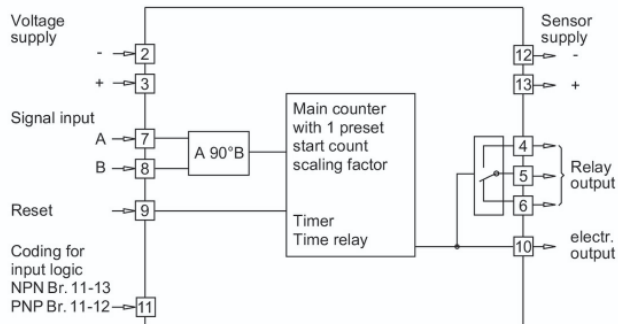 Voltage
supply
-
2
+
3
Signal input
A
7
B
8
A 90°B
Reset
9
Coding for
input logic
NPN Br. 11-13
PNP Br. 11-12
11
Main counter
with 1 preset
start count
scaling factor
Timer
Time relay
Sensor
supply
12
-
13
+
4
5
6
Relay
output
10
electr.
output